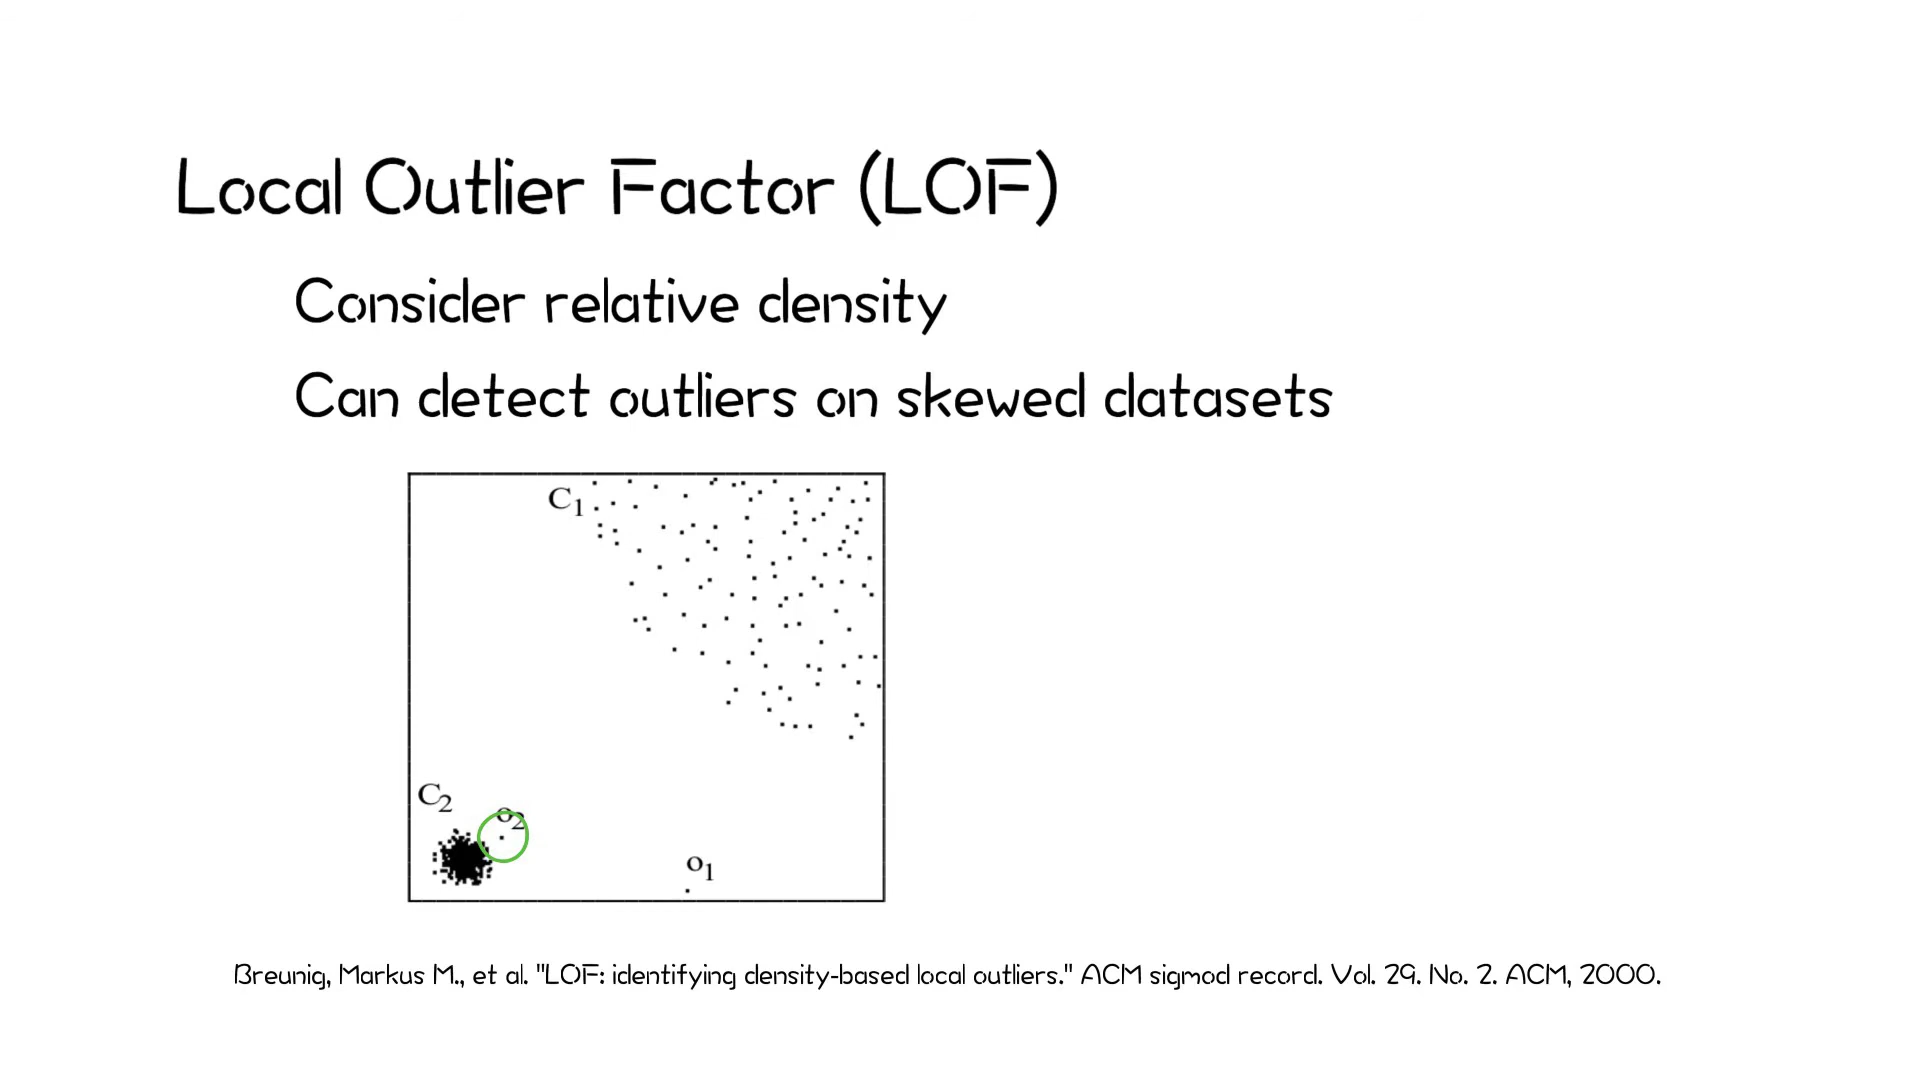 Local Outlier Factor (LOF)
Consider relative density
Can detect outliers on skewed datasets
C1
C2
o2
o1
Breunig, Markus M., et al. "LOF: identifying density-based local outliers." ACM sigmod record. Vol. 29. No. 2. ACM, 2000.